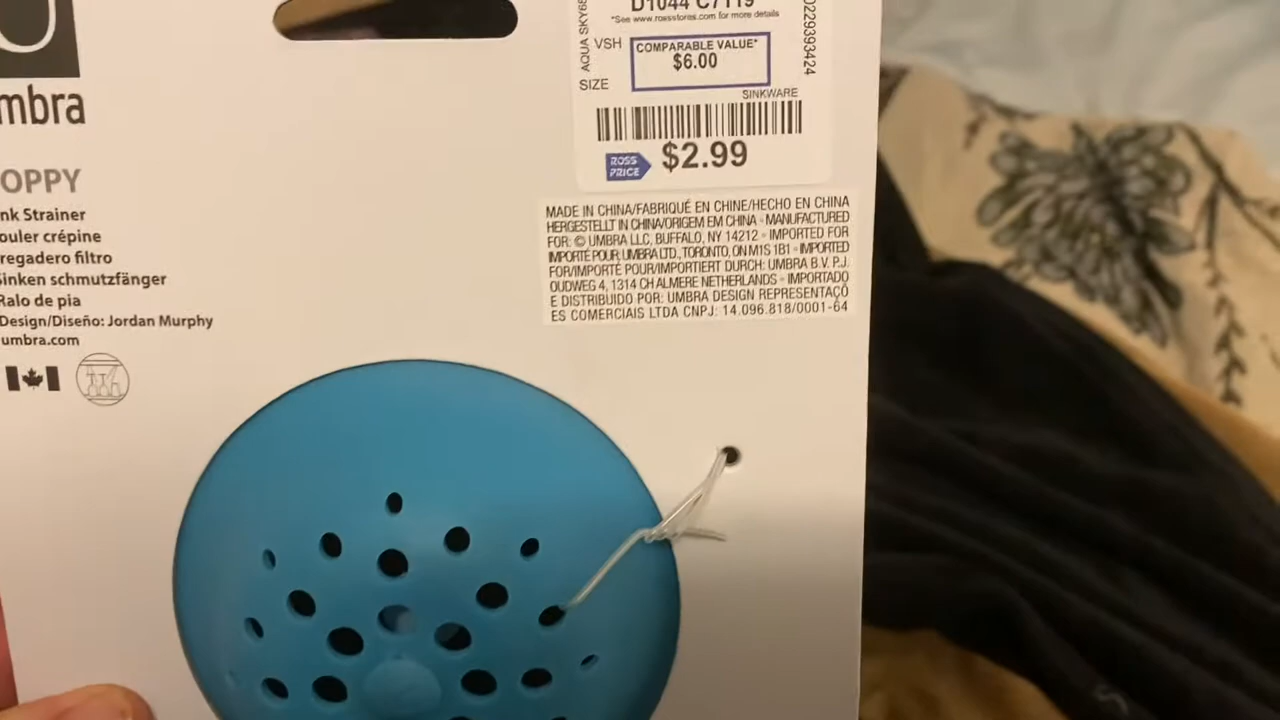 mbra
OPPY
nk Strainer
ouler crépine
regadero filtro
Sinken schmutzfänger
Ralo de pia
Design/Diseño: Jordan Murphy
umbra.com
D1044 C7119
*See www.rossstores.com for more details
AQUA SKY
0229393424
VSH
COMPARABLE VALUE*
$6.00
SIZE
SINKWARE
ROSS
PRICE
$2.99
MADE IN CHINA/FABRIQUÉ EN CHINE/HECHO EN CHINA
HERGESTELLT IN CHINA/ORIGEM EM CHINA • MANUFACTURED
FOR: © UMBRA LLC, BUFFALO, NY 14212 • IMPORTED FOR
IMPORTÉ POUR, UMBRA LTD., TORONTO, ON M1S 1B1 • IMPORTED
FOR/IMPORTÉ POUR/IMPORTIERT DURCH: UMBRA B.V. P.J.
OUDWEG 4, 1314 CH ALMERE NETHERLANDS • IMPORTADO
E DISTRIBUIDO POR: UMBRA DESIGN REPRESENTAÇÕ
ES COMERCIAIS LTDA CNPJ: 14.096.818/0001-64